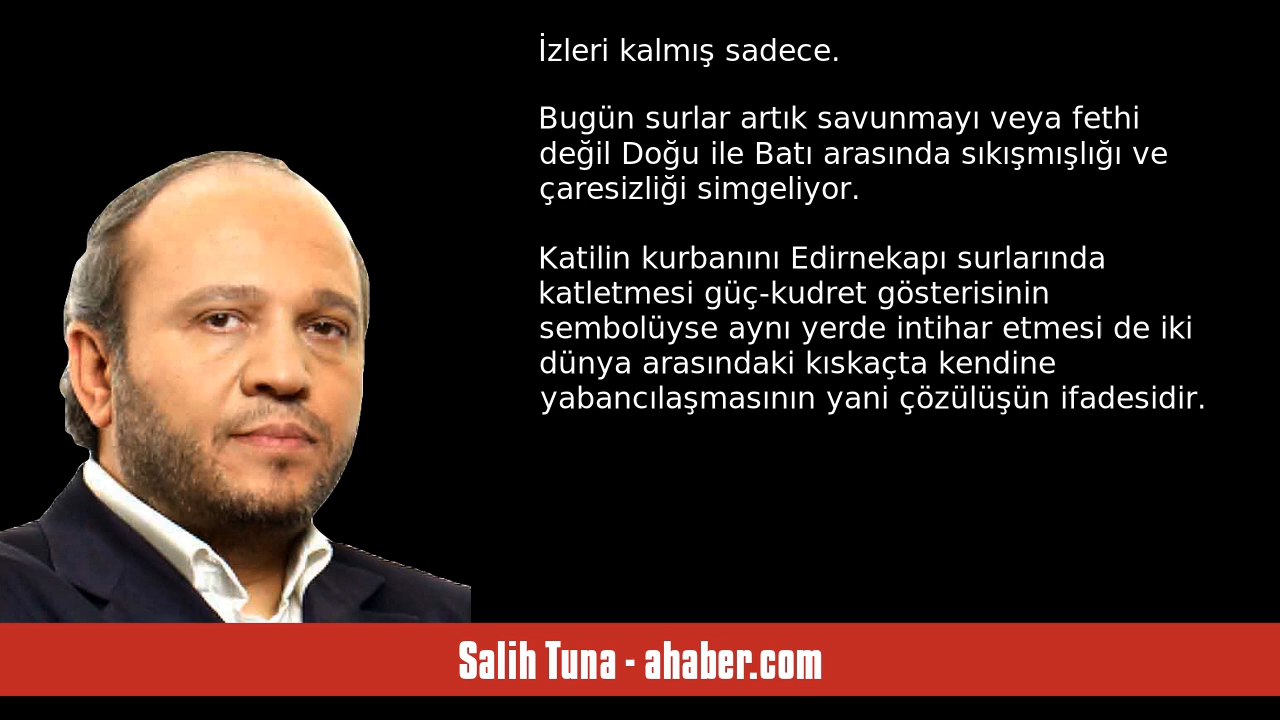 İzleri kalmış sadece.
Bugün surlar artık savunmayı veya fethi
değil Doğu ile Batı arasında sıkışmışlığı ve
çaresizliği simgeliyor.
Katilin kurbanını Edirnekapı surlarında
katletmesi güç-kudret gösterisinin
sembolüyse aynı yerde intihar etmesi de iki
dünya arasındaki kıskaçta kendine
yabancılaşmasının yani çözülüşün ifadesidir.
Salih Tuna - ahaber.com